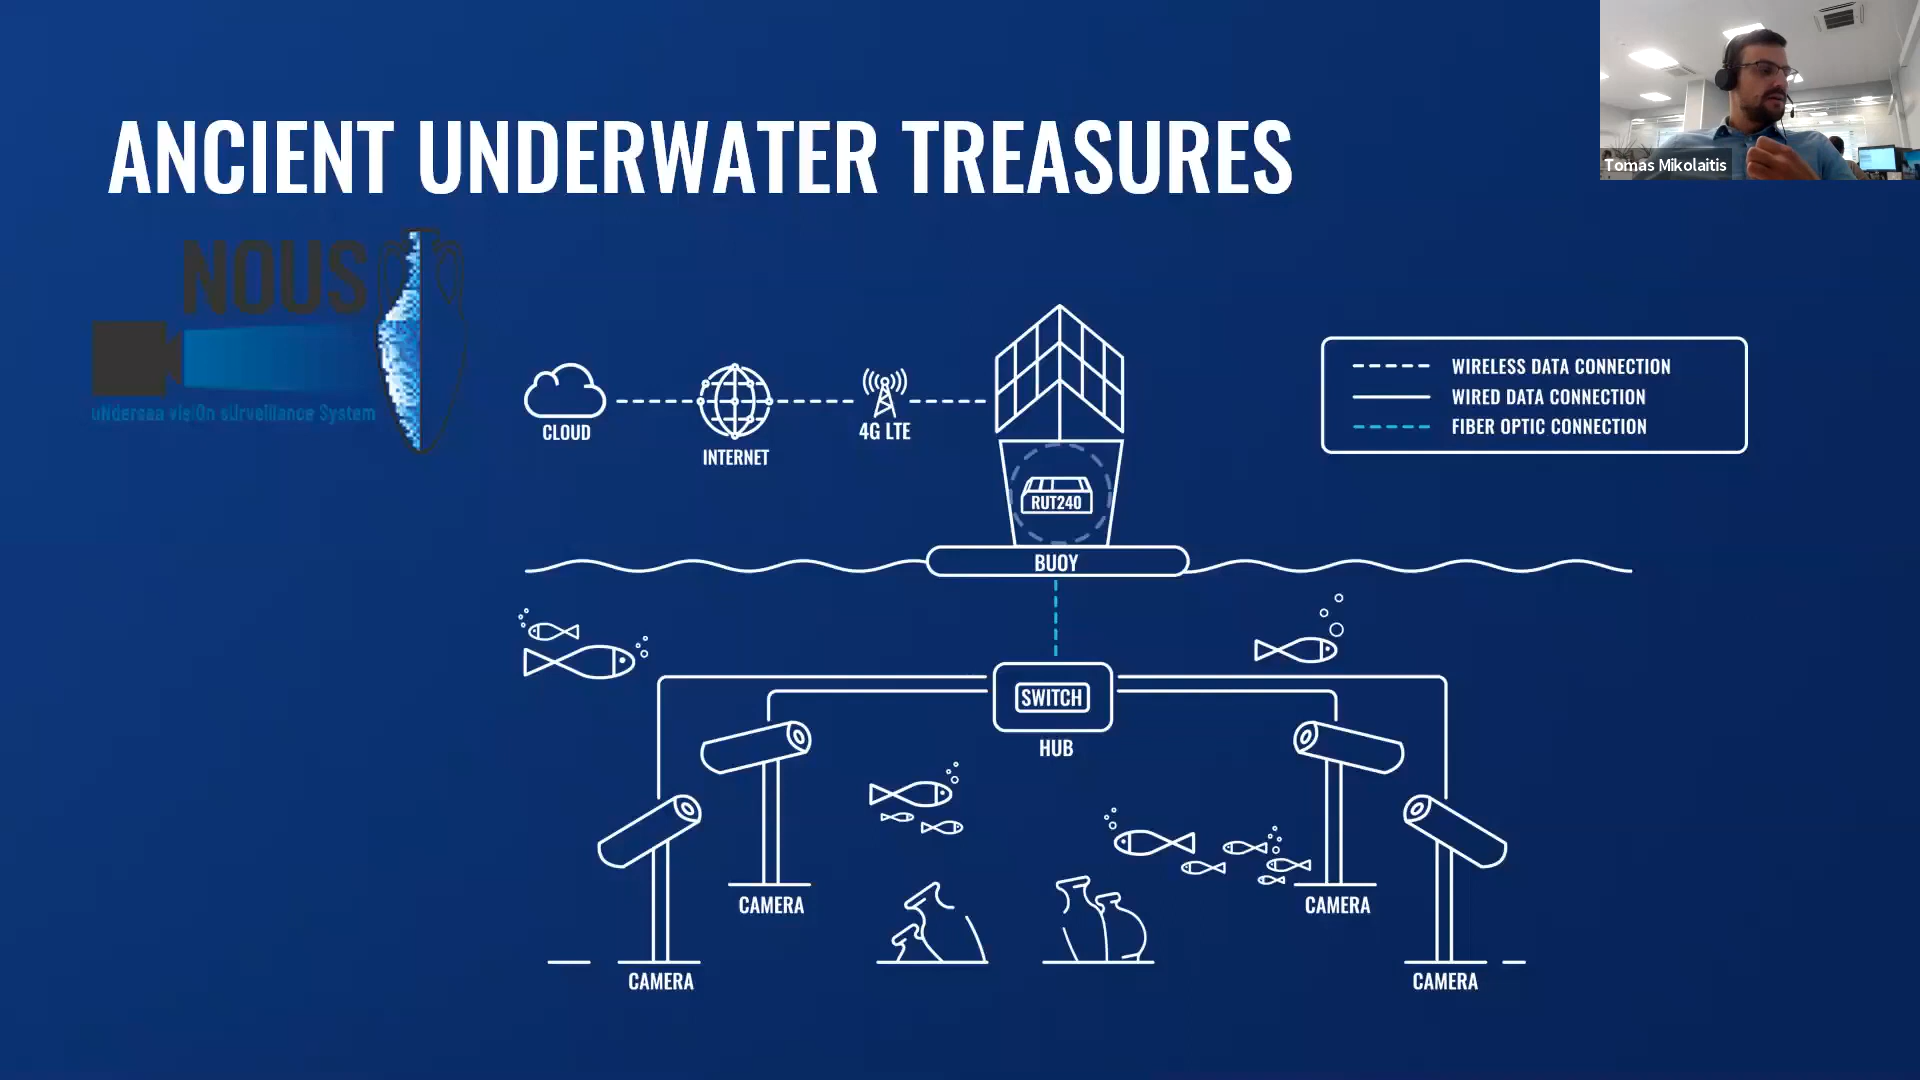 ANCIENT UNDERWATER TREASURES
Tomas Mikolaitis
NOUS
undersea visiOn sUrveillance System
CLOUD
INTERNET
4G LTE
RUT240
BUOY
WIRELESS DATA CONNECTION
WIRED DATA CONNECTION
FIBER OPTIC CONNECTION
SWITCH
HUB
CAMERA
CAMERA
CAMERA
CAMERA